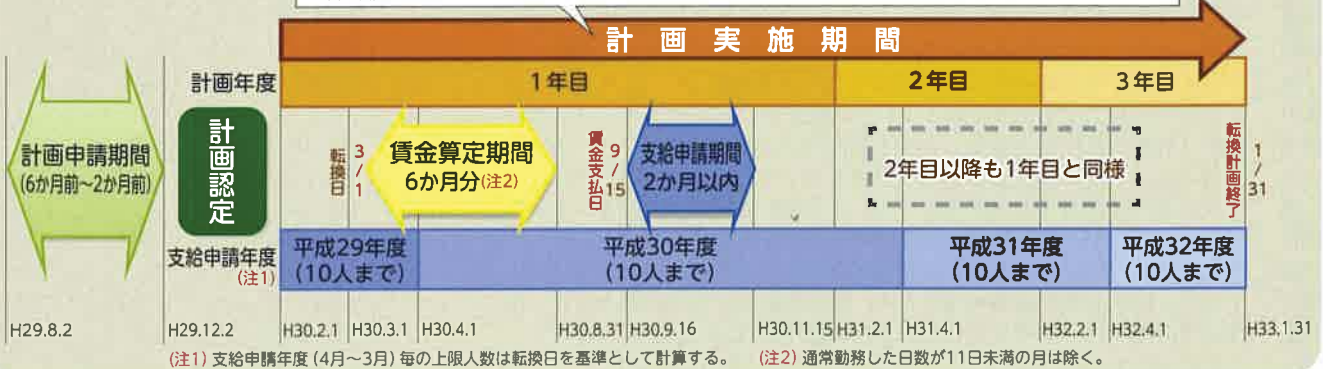 計画実施期間
計画年度
1年目
2年目
3年目
計画申請期間
(6か月前～2か月前)
計画認定
転換日
3/1
賃金算定期間
6か月分(注2)
賃金支払日
9/15
支給申請期間
2か月以内
2年目以降も1年目と同様
転換計画終了
1/31
支給申請年度
(注1)
平成29年度
(10人まで)
平成30年度
(10人まで)
平成31年度
(10人まで)
平成32年度
(10人まで)
H29.8.2
H29.12.2
H30.2.1
H30.3.1
H30.4.1
H30.8.31
H30.9.16
H30.11.15
H31.2.1
H31.4.1
H32.2.1
H32.4.1
H33.1.31
(注1) 支給申請年度(4月～3月)毎の上限人数は転換日を基準として計算する。
(注2) 通常勤務した日数が11日未満の月は除く。